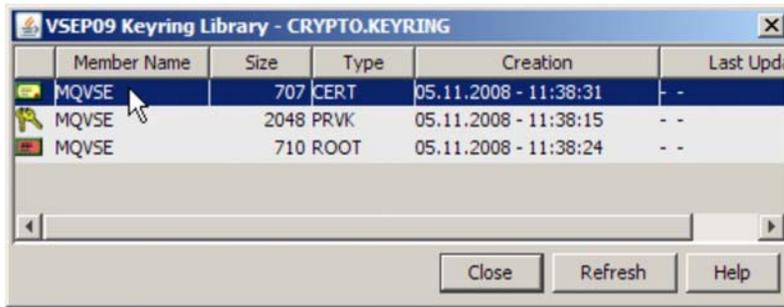 VSEP09 Keyring Library - CRYPTO.KEYRING
Member Name Size Type Creation Last Upda
MQVSE 707 CERT 05.11.2008 - 11:38:31 - -
MQVSE 2048 PRVK 05.11.2008 - 11:38:15 - -
MQVSE 710 ROOT 05.11.2008 - 11:38:24 - -
Close Refresh Help